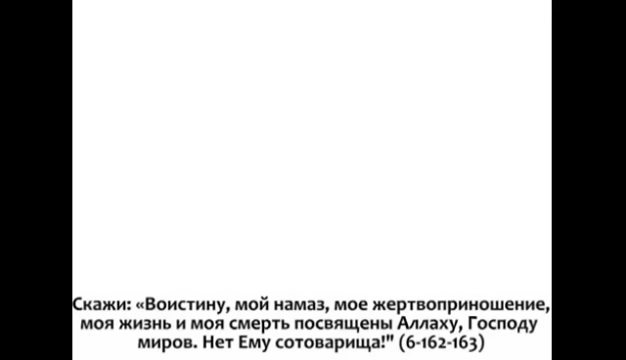 Скажи: «Воистину, мой намаз, мое жертвоприношение,
моя жизнь и моя смерть посвящены Аллаху, Господу
миров. Нет Ему сотоварища!" (6-162-163)